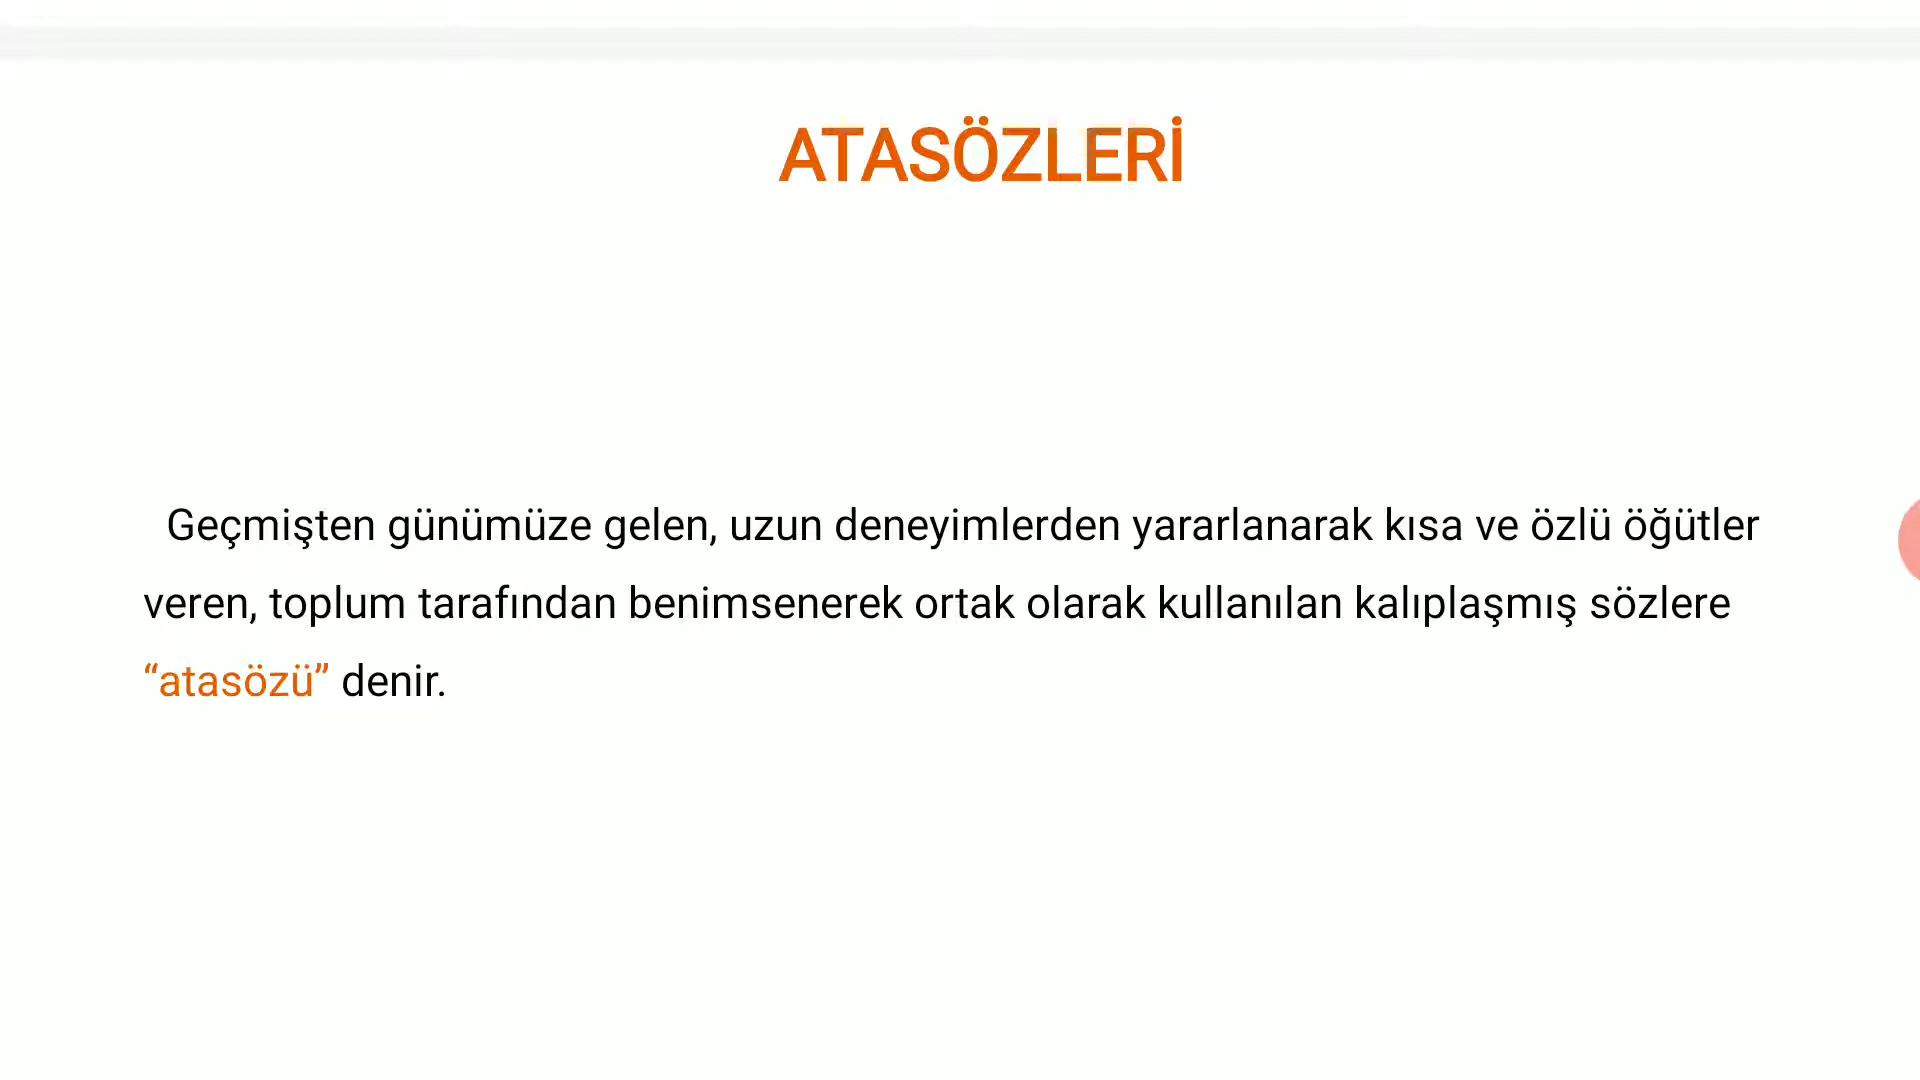 ATASÖZLERİ
Geçmişten günümüze gelen, uzun deneyimlerden yararlanarak kısa ve özlü öğütler
veren, toplum tarafından benimsenerek ortak olarak kullanılan kalıplaşmış sözlere
“atasözü” denir.